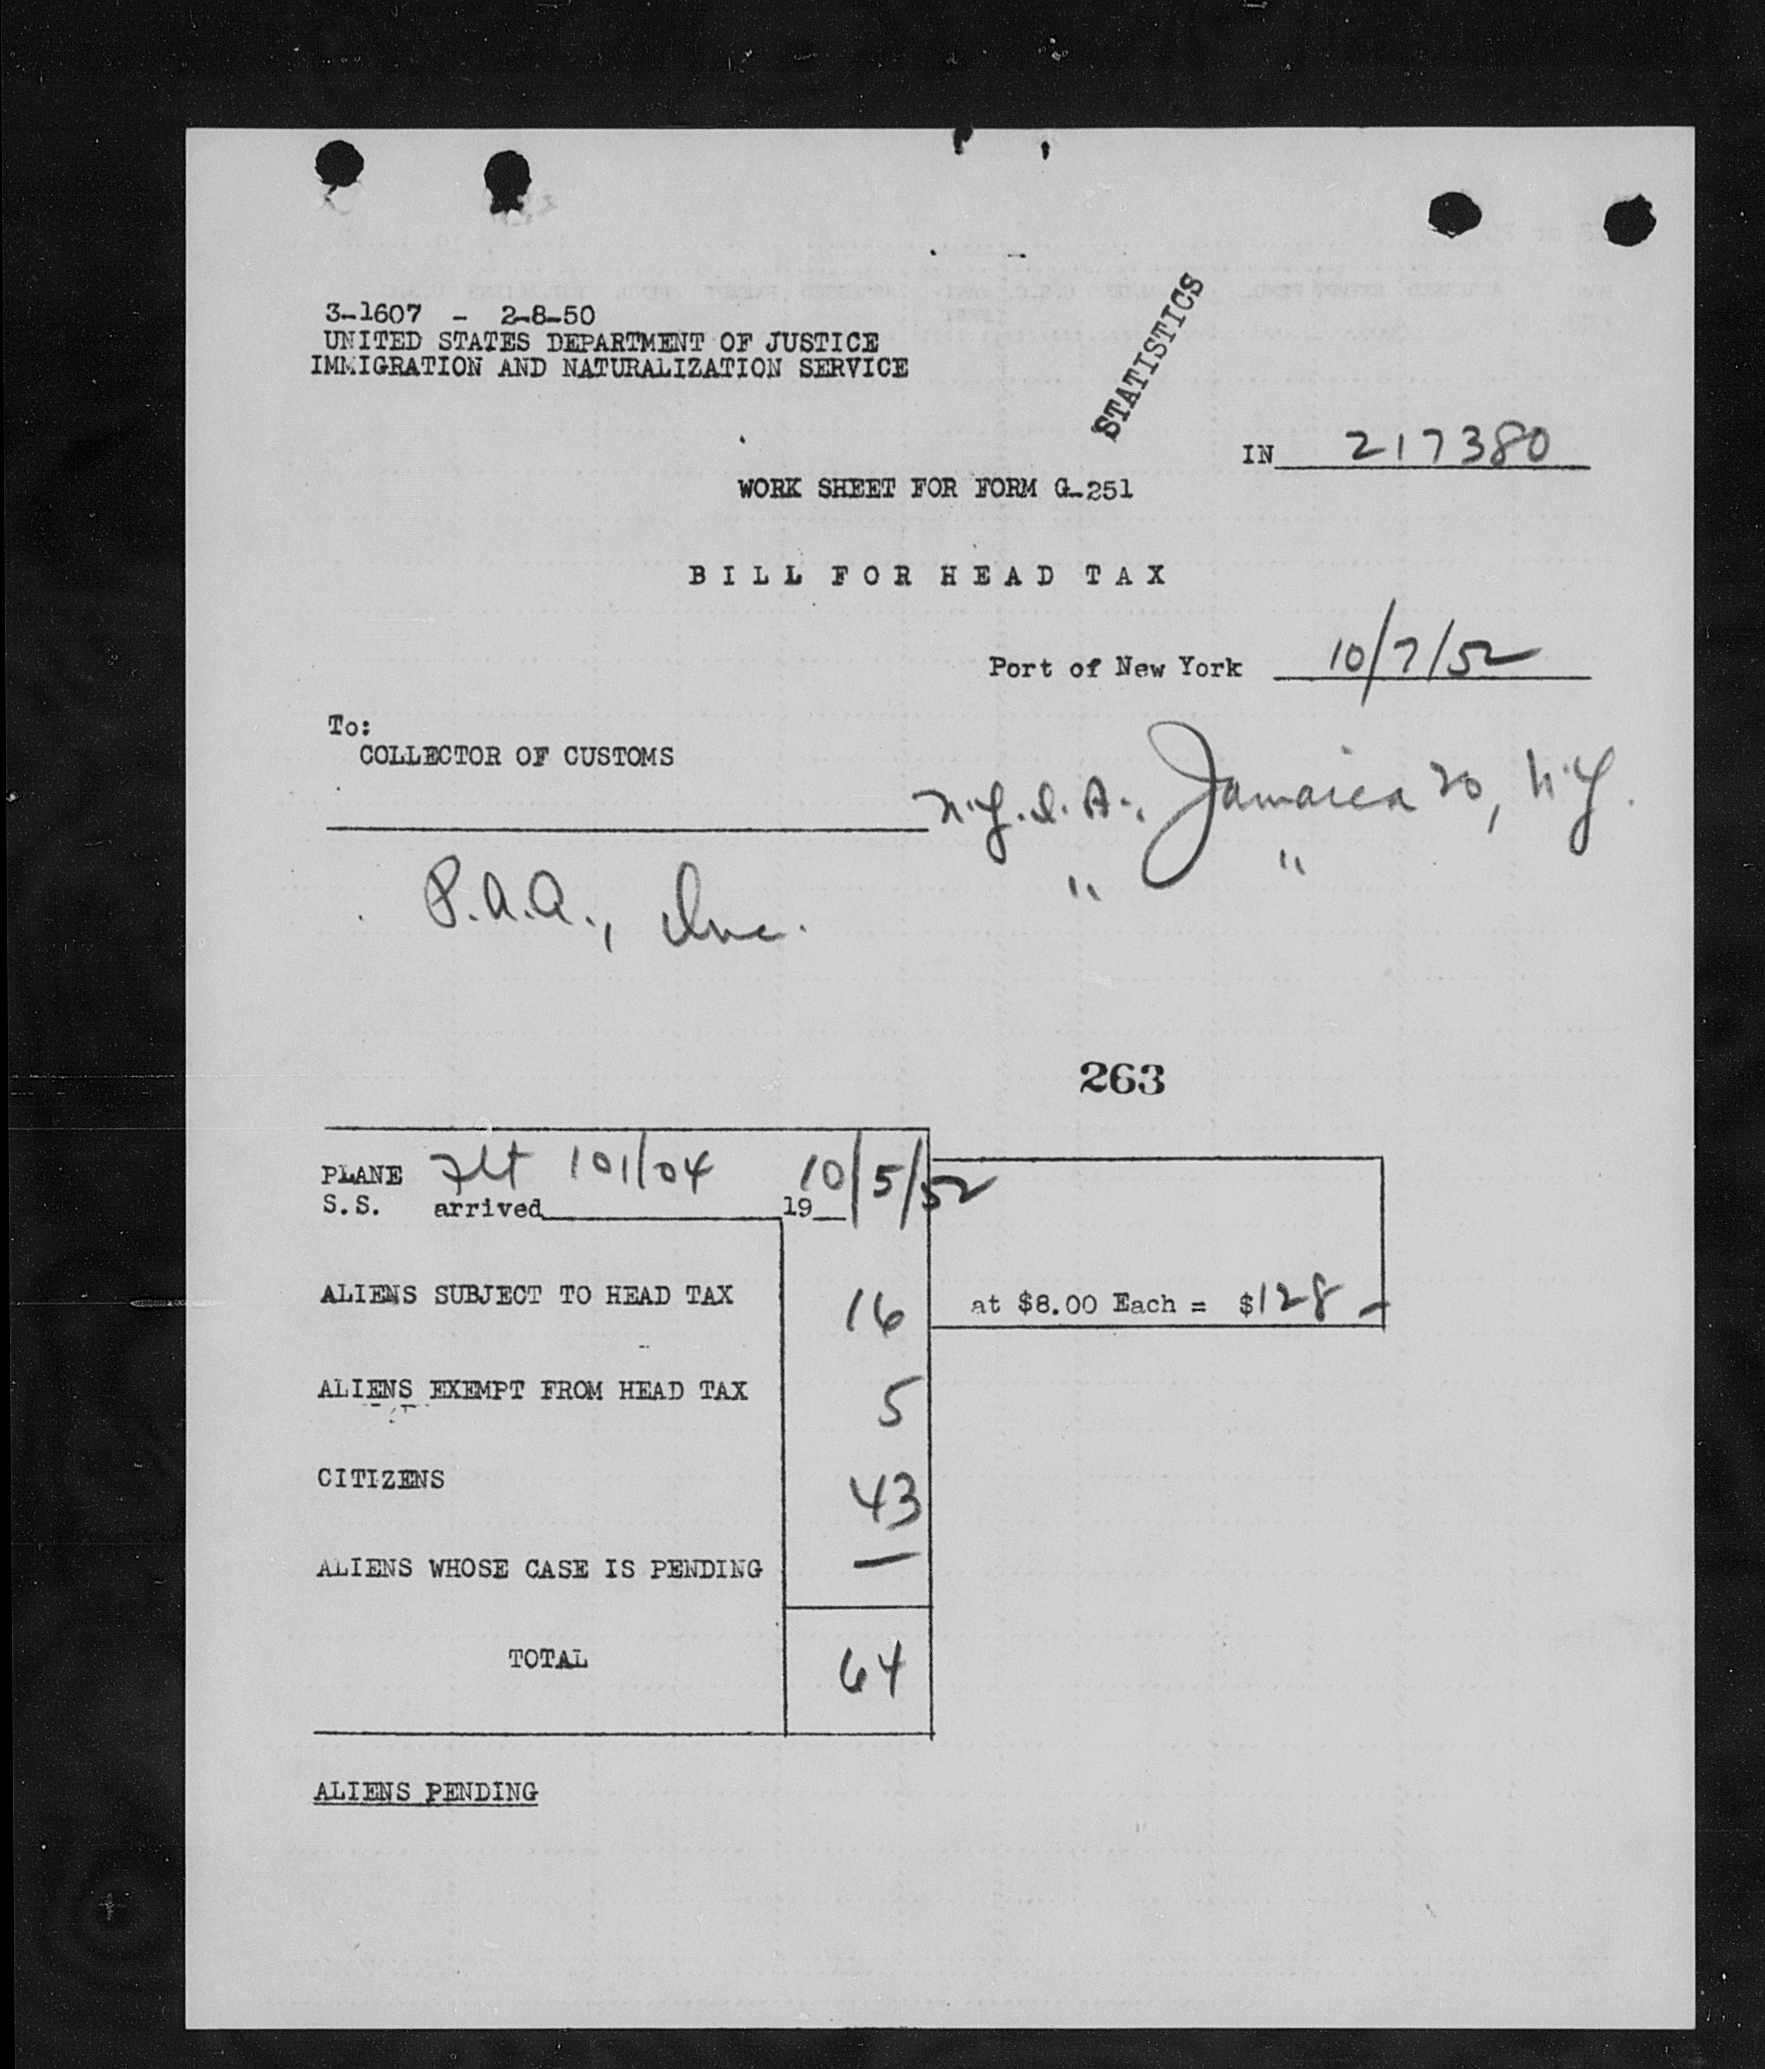 3-1607 - 2-8-50
UNITED STATES DEPARTMENT OF JUSTICE
IMMIGRATION AND NATURALIZATION SERVICE
STATISTICS
IN 217380
WORK SHEET FOR FORM G-251
BILL FOR HEAD TAX
Port of New York 10/7/52
To:
COLLECTOR OF CUSTOMS
N.Y.I.A., Jamaica 20, N.Y.
P.A.A., Inc. " "
263
PLANE Flt 101/04 10/5/52
S.S. arrived 19
ALIENS SUBJECT TO HEAD TAX 16 at $8.00 Each = $128 -
ALIENS EXEMPT FROM HEAD TAX 5
CITIZENS 43
ALIENS WHOSE CASE IS PENDING —
TOTAL 64
ALIENS PENDING